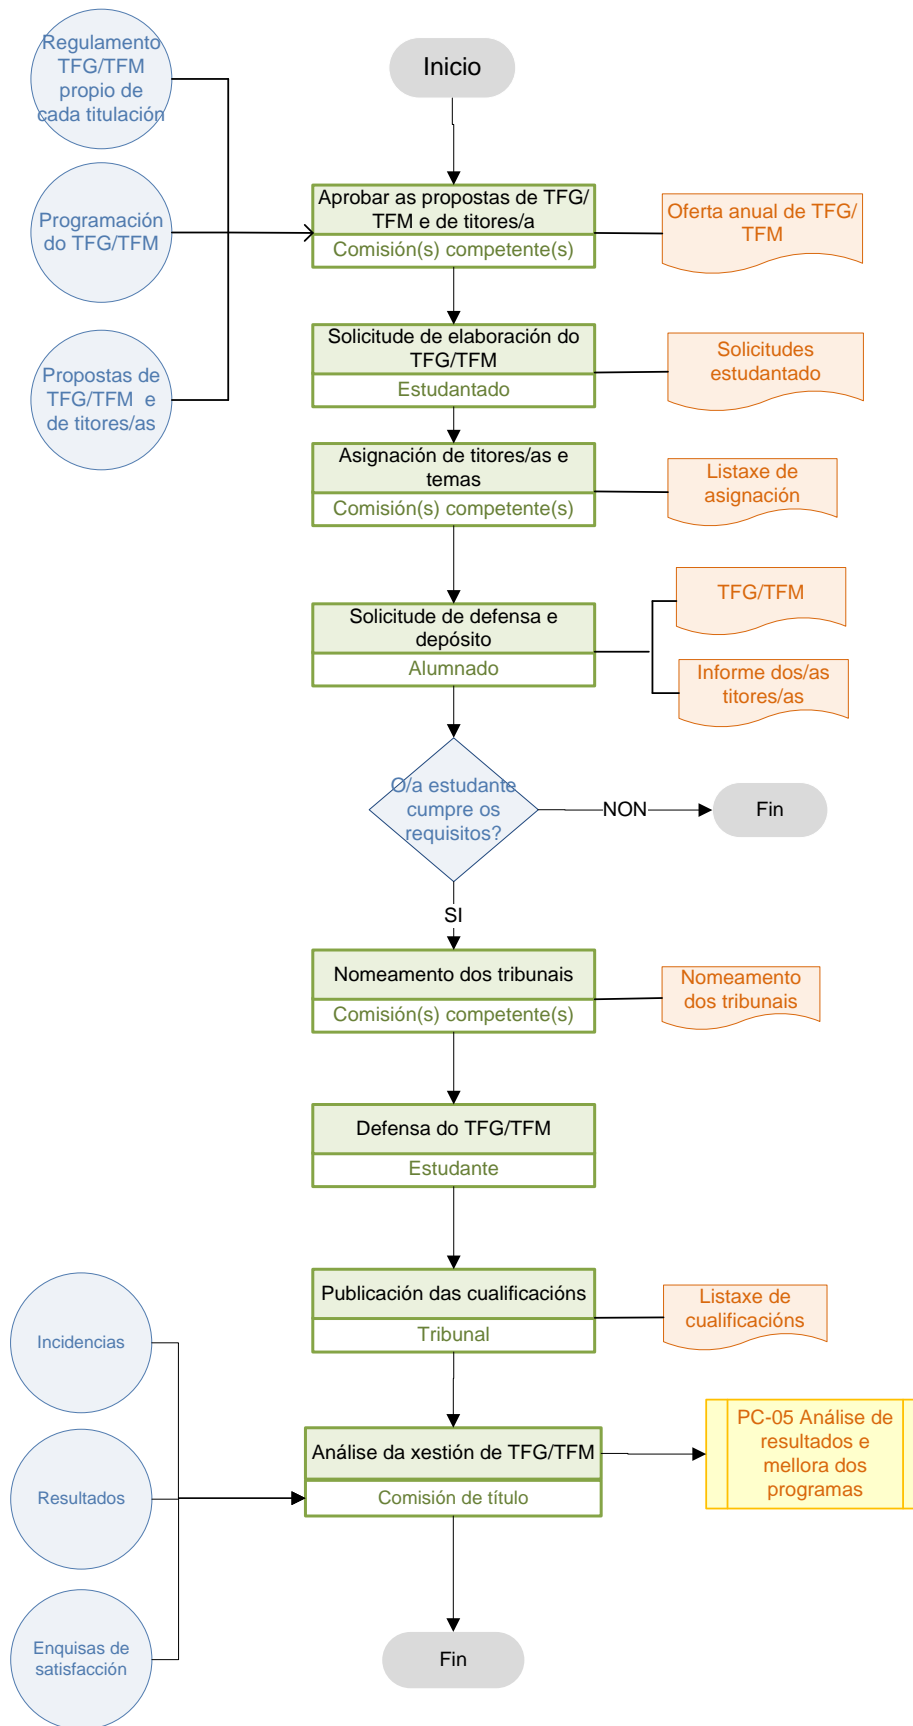 Regulamento
TFG/TFM
propio de
cada titulación
Inicio
Programación
do TFG/TFM
Aprobar as propostas de TFG/
TFM e de titores/a
Comisión(s) competente(s)
Oferta anual de TFG/
TFM
Propostas de
TFG/TFM e
de titores/as
Solicitude de elaboración do
TFG/TFM
Estudantado
Solicitudes
estudantado
Asignación de titores/as e
temas
Comisión(s) competente(s)
Listaxe de
asignación
Solicitude de defensa e
depósito
Alumnado
TFG/TFM
Informe dos/as
titores/as
O/a estudante
cumpre os
requisitos?
NON
Fin
SI
Nomeamento dos tribunais
Comisión(s) competente(s)
Nomeamento
dos tribunais
Defensa do TFG/TFM
Estudante
Publicación das cualificacións
Tribunal
Listaxe de
cualificacións
Incidencias
Resultados
Enquisas de
satisfacción
Análise da xestión de TFG/TFM
Comisión de título
PC-05 Análise de
resultados e
mellora dos
programas
Fin